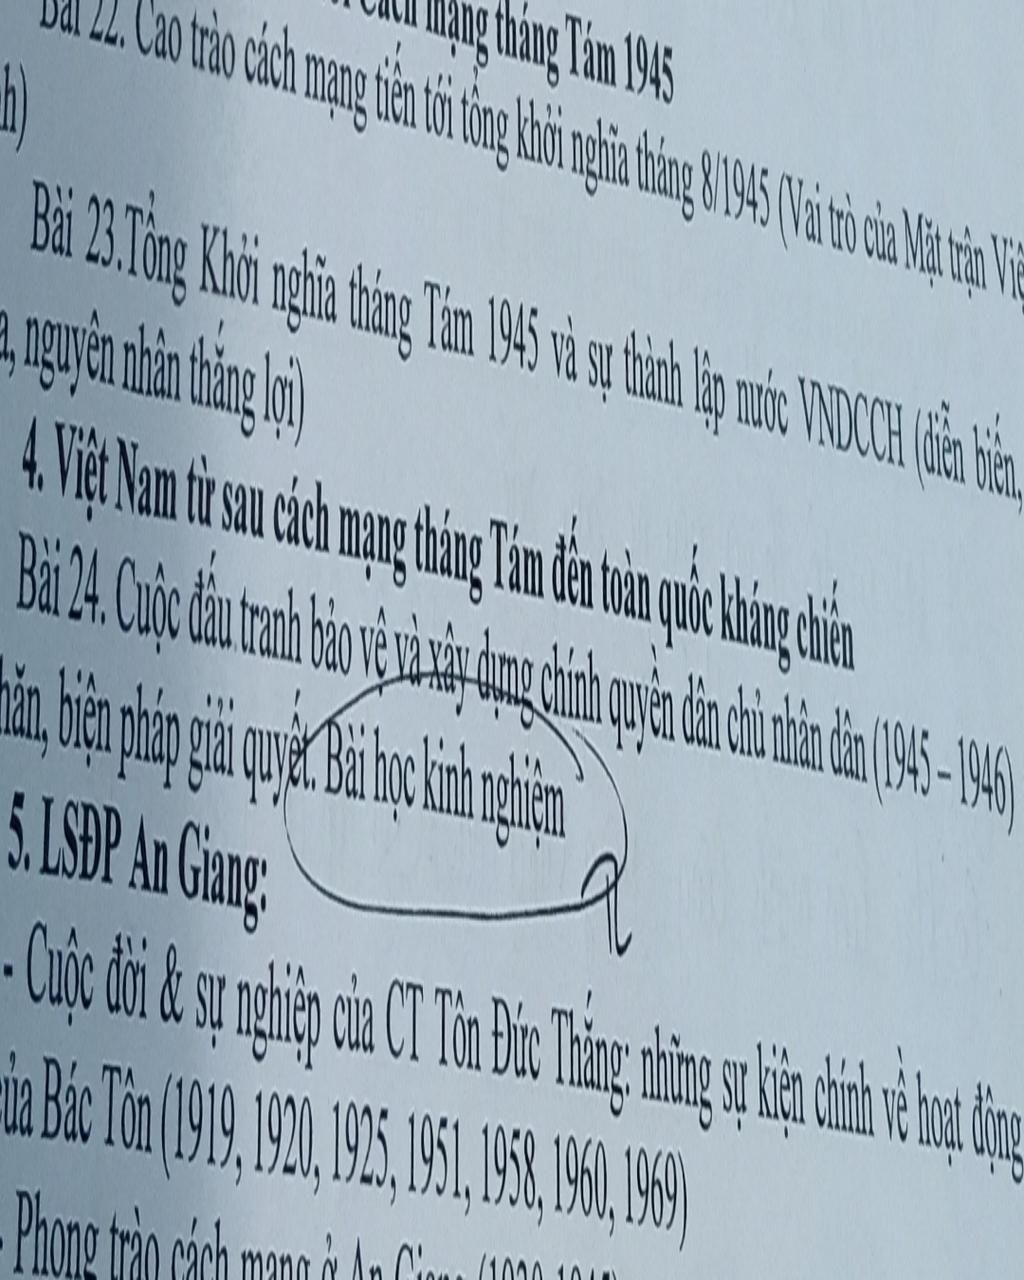 Cách mạng tháng Tám 1945
Bài 22. Cao trào cách mạng tiến tới tổng khởi nghĩa tháng 8/1945 (Vai trò của Mặt trận Việ
h)
Bài 23.Tổng Khởi nghĩa tháng Tám 1945 và sự thành lập nước VNDCCH (diễn biến,
a, nguyên nhân thắng lợi)
4. Việt Nam từ sau cách mạng tháng Tám đến toàn quốc kháng chiến
Bài 24. Cuộc đấu tranh bảo vệ và xây dựng chính quyền dân chủ nhân dân (1945 – 1946)
hăn, biện pháp giải quyết. Bài học kinh nghiệm
5. LSĐP An Giang:
- Cuộc đời & sự nghiệp của CT Tôn Đức Thắng: những sự kiện chính về hoạt động
của Bác Tôn (1919, 1920, 1925, 1951, 1958, 1960, 1969)
- Phong trào cách mạng ở An Giang (1930-1945)